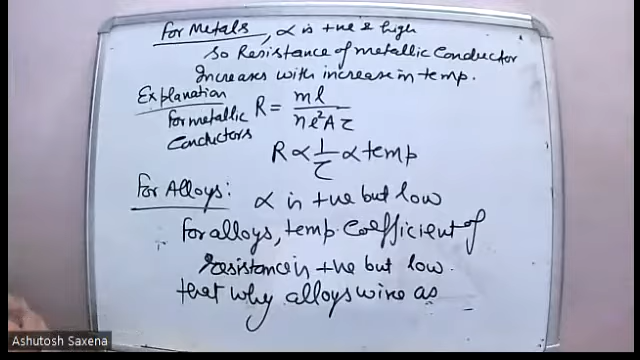 For Metals, α is +ve & high
so Resistance of metallic Conductor
Increases with increase in temp.
Explanation
for metallic Conductors R = ml / ne²Aτ
R ∝ 1/τ ∝ temp
For Alloys: α is +ve but low
for alloys, temp. Coefficient of
resistance is +ve but low.
that why alloys wire as
Ashutosh Saxena